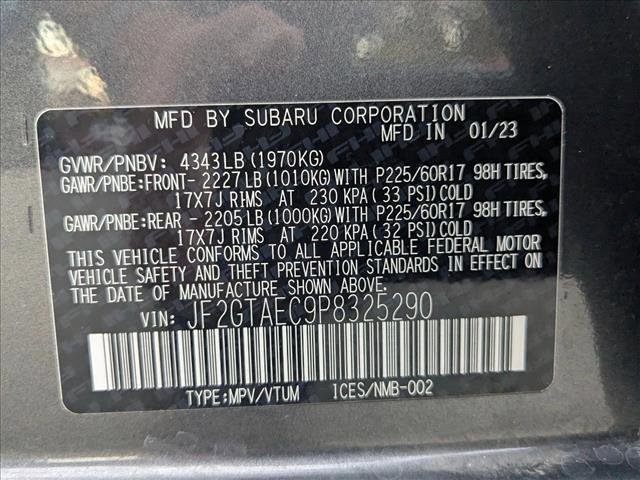 MFD BY SUBARU CORPORATION
MFD IN 01/23
GVWR/PNBV: 4343LB (1970KG)
GAWR/PNBE:FRONT- 2227LB (1010KG) WITH P225/60R17 98H TIRES,
17X7J RIMS AT 230 KPA (33 PSI) COLD
GAWR/PNBE:REAR - 2205LB (1000KG) WITH P225/60R17 98H TIRES,
17X7J RIMS AT 220 KPA (32 PSI) COLD
THIS VEHICLE CONFORMS TO ALL APPLICABLE FEDERAL MOTOR
VEHICLE SAFETY AND THEFT PREVENTION STANDARDS IN EFFECT ON
THE DATE OF MANUFACTURE SHOWN ABOVE.
VIN: JF2GTAEC9P8325290
TYPE:MPV/VTUM ICES/NMB-002